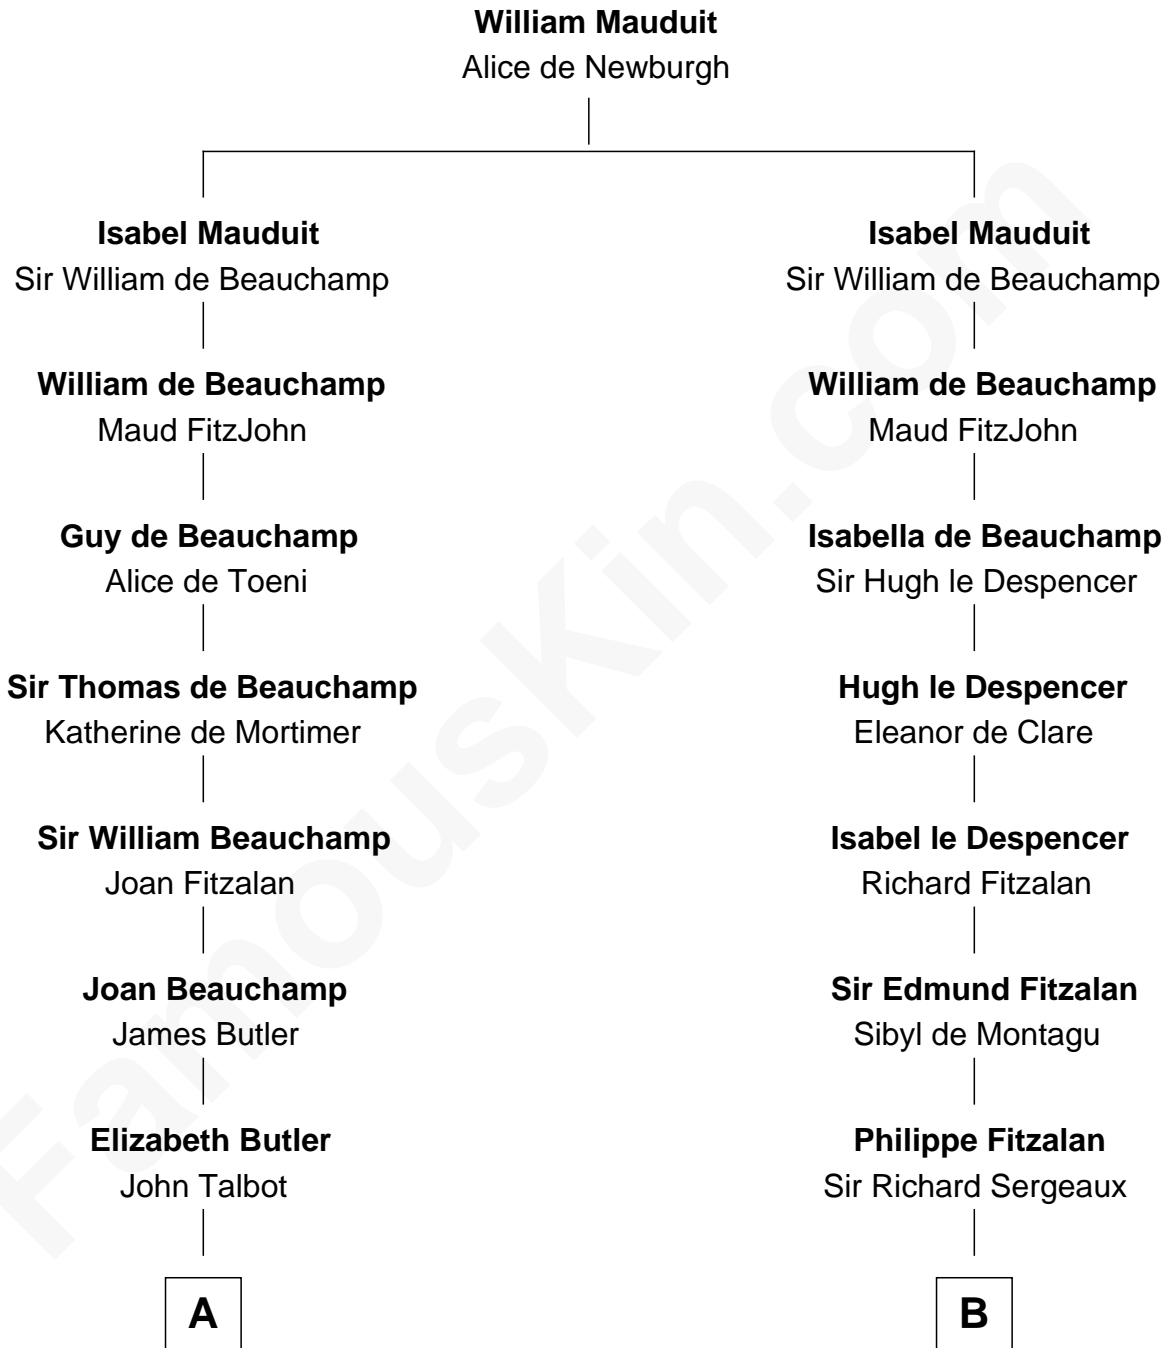 William Mauduit
Alice de Newburgh
Isabel Mauduit
Sir William de Beauchamp
Isabel Mauduit
Sir William de Beauchamp
William de Beauchamp
Maud FitzJohn
William de Beauchamp
Maud FitzJohn
Guy de Beauchamp
Alice de Toeni
Isabella de Beauchamp
Sir Hugh le Despencer
Sir Thomas de Beauchamp
Katherine de Mortimer
Hugh le Despencer
Eleanor de Clare
Sir William Beauchamp
Joan Fitzalan
Isabel le Despencer
Richard Fitzalan
Joan Beauchamp
James Butler
Sir Edmund Fitzalan
Sibyl de Montagu
Elizabeth Butler
John Talbot
Philippe Fitzalan
Sir Richard Sergeaux
A
B
FamousKin.com